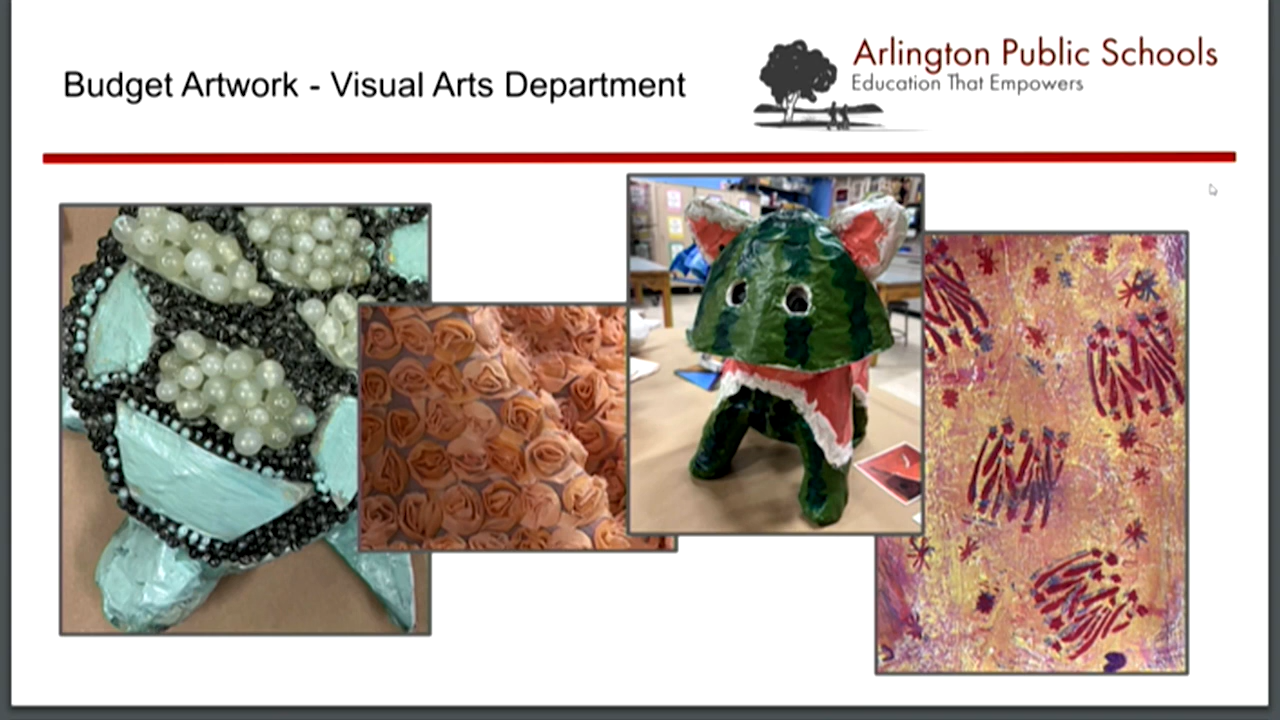 Budget Artwork - Visual Arts Department
Arlington Public Schools
Education That Empowers